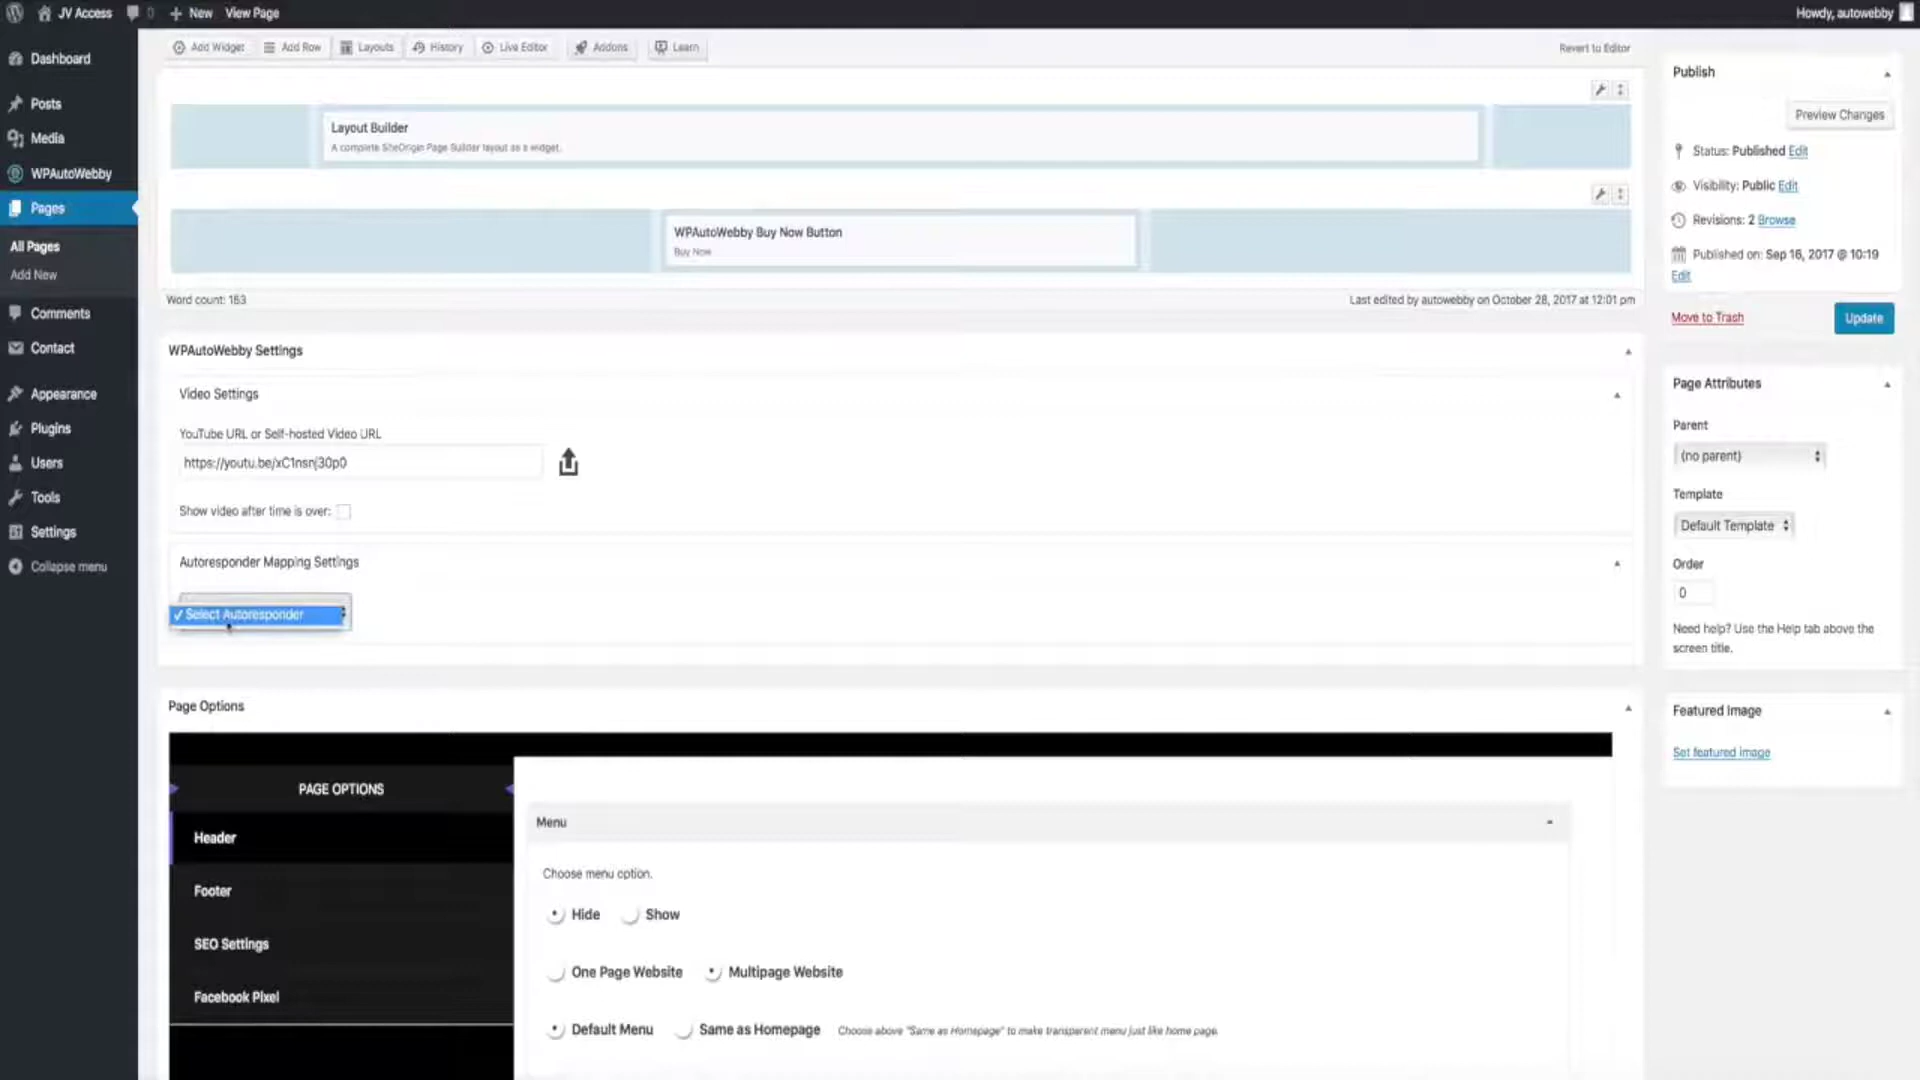 JV Access 0 New View Page Howdy, autowebby
Dashboard
Posts
Media
WPAutoWebby
Pages
All Pages
Add New
Comments
Contact
Appearance
Plugins
Users
Tools
Settings
Collapse menu
Add Widget Add Row Layouts History Live Editor Addons Learn Revert to Editor
Layout Builder
A complete SiteOrigin Page Builder layout as a widget.
WPAutoWebby Buy Now Button
Buy Now
Word count: 163 Last edited by autowebby on October 28, 2017 at 12:01 pm
WPAutoWebby Settings
Video Settings
YouTube URL or Self-hosted Video URL
https://youtu.be/xC1nsnj30p0
Show video after time is over:
Autoresponder Mapping Settings
✓ Select Autoresponder
Page Options
PAGE OPTIONS
Header
Footer
SEO Settings
Facebook Pixel
Menu
Choose menu option.
Hide Show
One Page Website Multipage Website
Default Menu Same as Homepage Choose above "Same as Homepage" to make transparent menu just like home page.
Publish
Preview Changes
Status: Published Edit
Visibility: Public Edit
Revisions: 2 Browse
Published on: Sep 16, 2017 @ 10:19
Edit
Move to Trash Update
Page Attributes
Parent
(no parent)
Template
Default Template
Order
0
Need help? Use the Help tab above the
screen title.
Featured Image
Set featured image